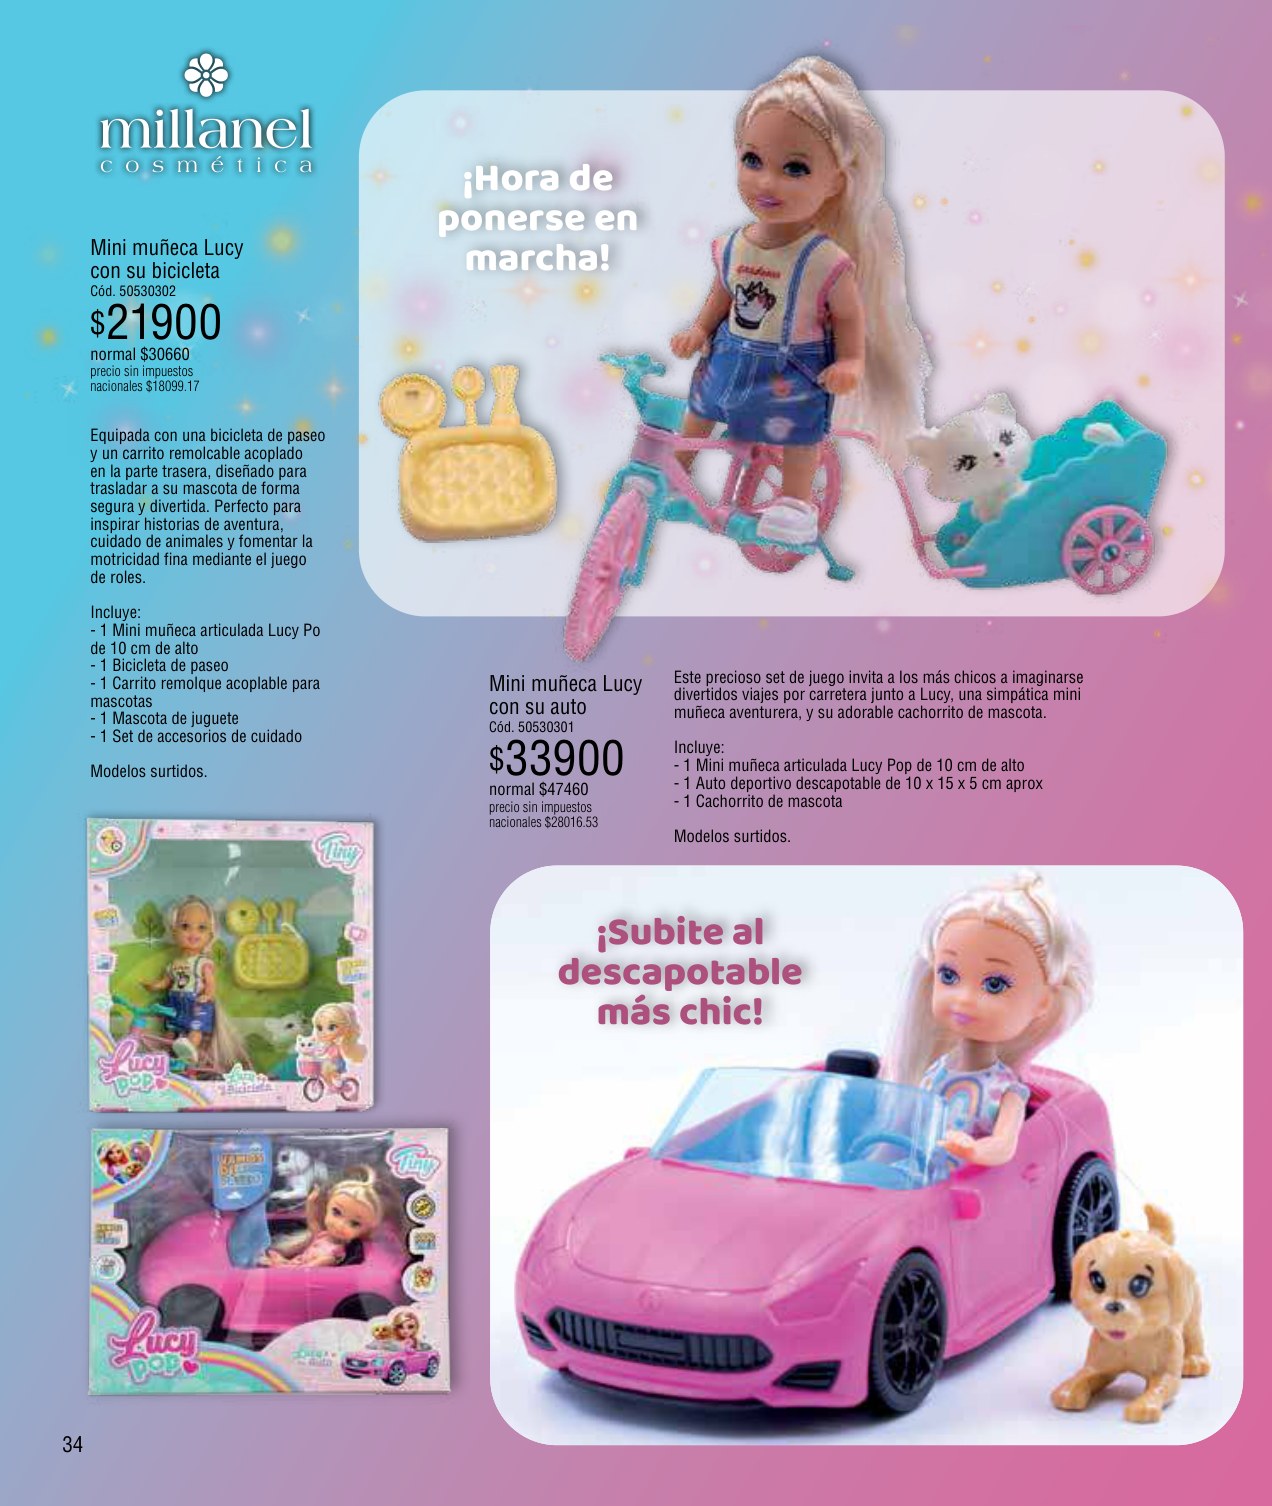 millanel
cosmética
¡Hora de
ponerse en
marcha!
Mini muñeca Lucy
con su bicicleta
Cód. 50530302
$21900
normal $30660
precio sin impuestos
nacionales $18099.17
Equipada con una bicicleta de paseo
y un carrito remolcable acoplado
en la parte trasera, diseñado para
trasladar a su mascota de forma
segura y divertida. Perfecto para
inspirar historias de aventura,
cuidado de animales y fomentar la
motricidad fina mediante el juego
de roles.
Incluye:
- 1 Mini muñeca articulada Lucy Po
de 10 cm de alto
- 1 Bicicleta de paseo
- 1 Carrito remolque acoplable para
mascotas
- 1 Mascota de juguete
- 1 Set de accesorios de cuidado
Modelos surtidos.
Mini muñeca Lucy
con su auto
Cód. 50530301
$33900
normal $47460
precio sin impuestos
nacionales $28016.53
Este precioso set de juego invita a los más chicos a imaginarse
divertidos viajes por carretera junto a Lucy, una simpática mini
muñeca aventurera, y su adorable cachorrito de mascota.
Incluye:
- 1 Mini muñeca articulada Lucy Pop de 10 cm de alto
- 1 Auto deportivo descapotable de 10 x 15 x 5 cm aprox
- 1 Cachorrito de mascota
Modelos surtidos.
Tiny
Lucy
POP
¡Subite al
descapotable
más chic!
Tiny
Lucy
POP
34